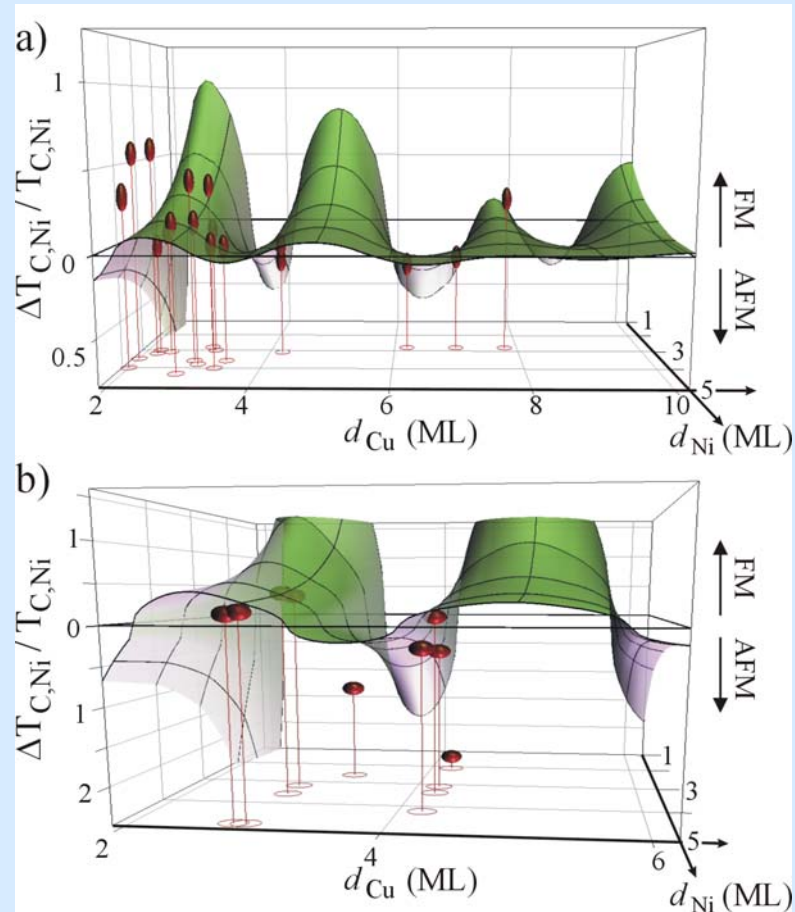 a)
1
0
0.5
ΔT_C,Ni / T_C,Ni
FM
AFM
1
3
5
2
4
6
8
10
d_Cu (ML)
d_Ni (ML)
b)
1
0
1
2
ΔT_C,Ni / T_C,Ni
FM
AFM
1
3
5
2
4
6
d_Cu (ML)
d_Ni (ML)